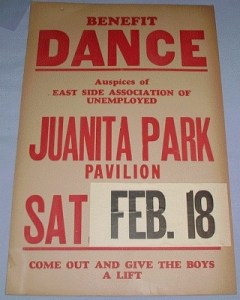 BENEFIT
DANCE
Auspices of
EAST SIDE ASSOCIATION OF
UNEMPLOYED
JUANITA PARK
PAVILION
SAT FEB. 18
COME OUT AND GIVE THE BOYS
A LIFT